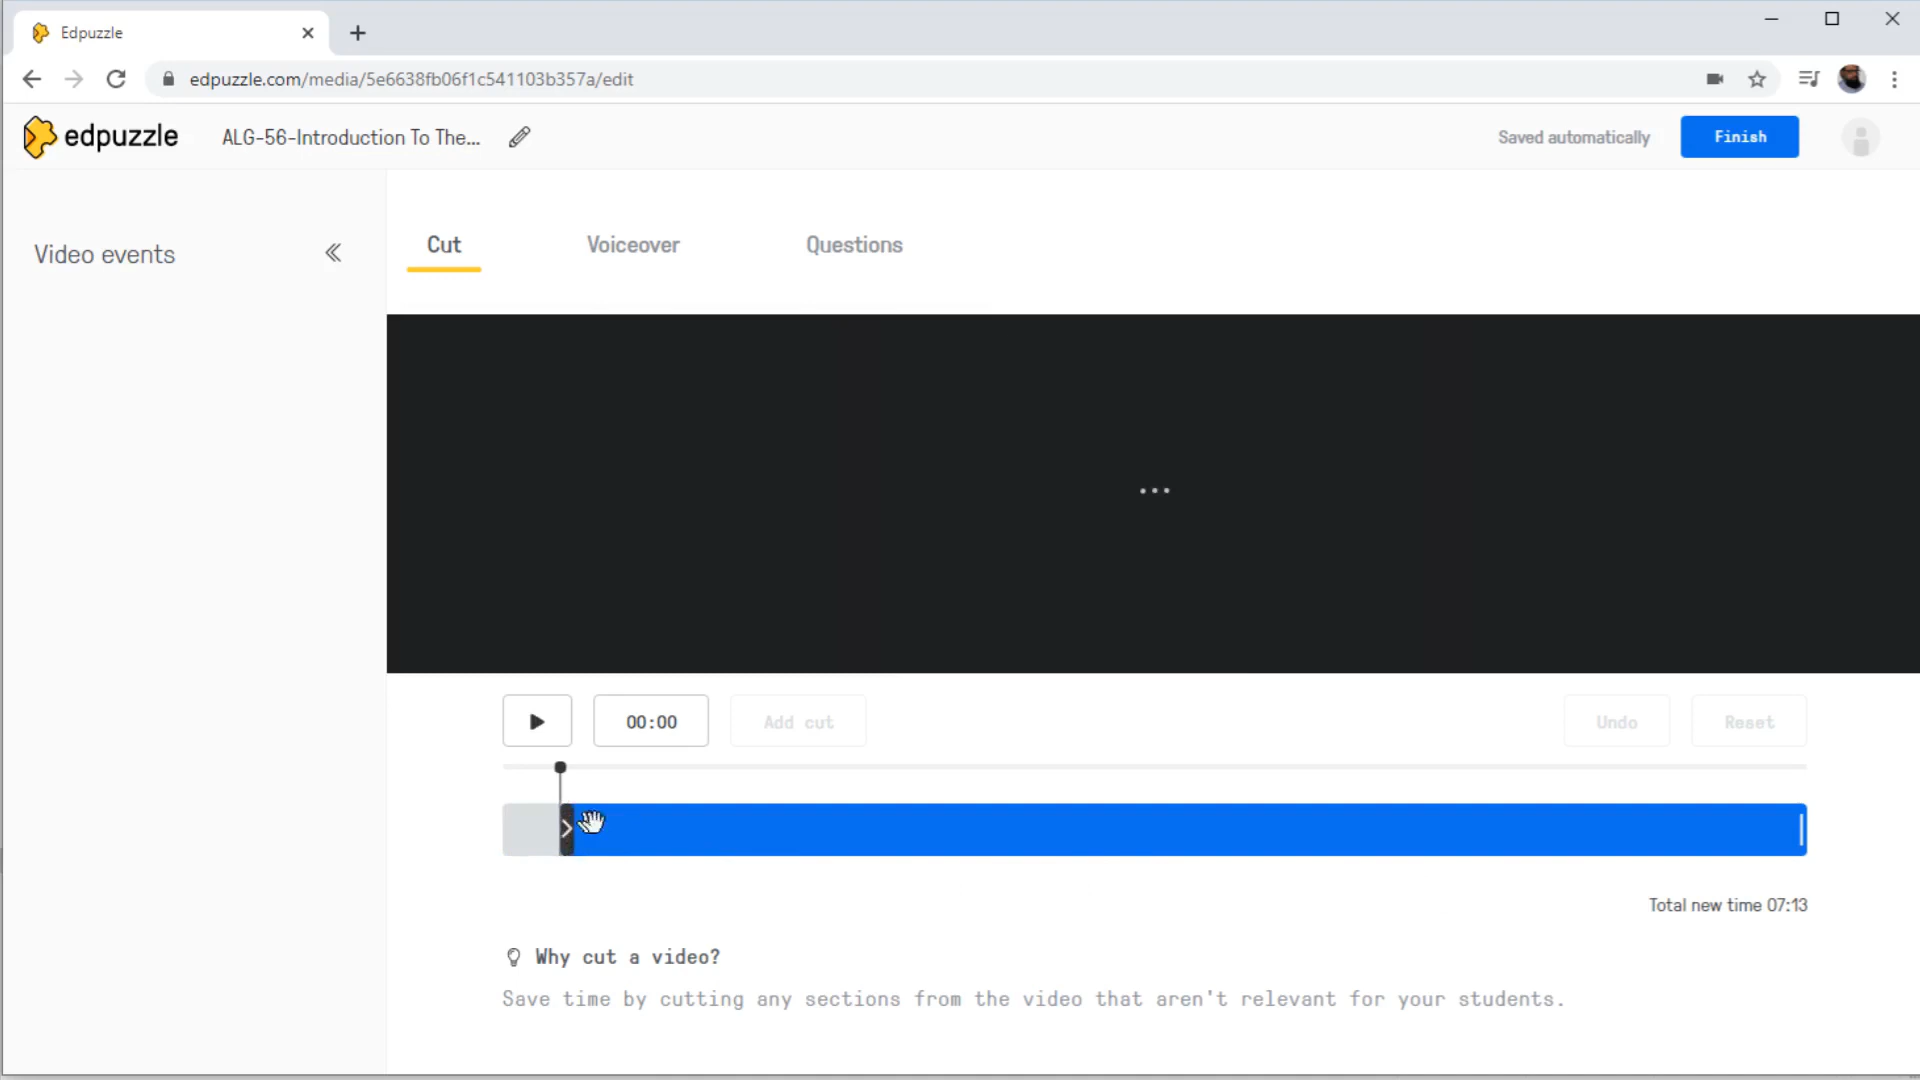 Edpuzzle
edpuzzle.com/media/5e6638fb06f1c541103b357a/edit
edpuzzle
ALG-56-Introduction To The...
Saved automatically
Finish
Video events
Cut
Voiceover
Questions
00:00
Add cut
Undo
Reset
Total new time 07:13
Why cut a video?
Save time by cutting any sections from the video that aren't relevant for your students.